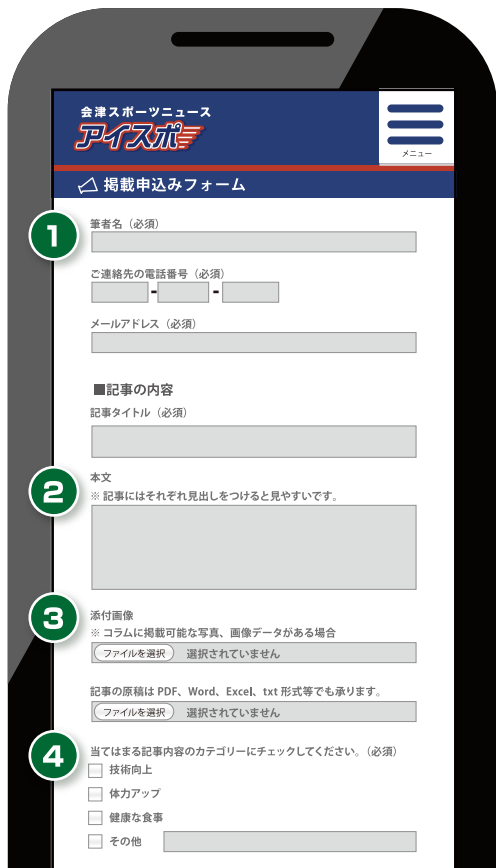 会津スポーツニュース
アイスポ
メニュー
掲載申込みフォーム
1
筆者名（必須）
ご連絡先の電話番号（必須）
- -
メールアドレス（必須）
■記事の内容
記事タイトル（必須）
2
本文
※ 記事にはそれぞれ見出しをつけると見やすいです。
3
添付画像
※ コラムに掲載可能な写真、画像データがある場合
ファイルを選択 選択されていません
記事の原稿は PDF、Word、Excel、txt 形式等でも承ります。
ファイルを選択 選択されていません
4
当てはまる記事内容のカテゴリーにチェックしてください。（必須）
技術向上
体力アップ
健康な食事
その他